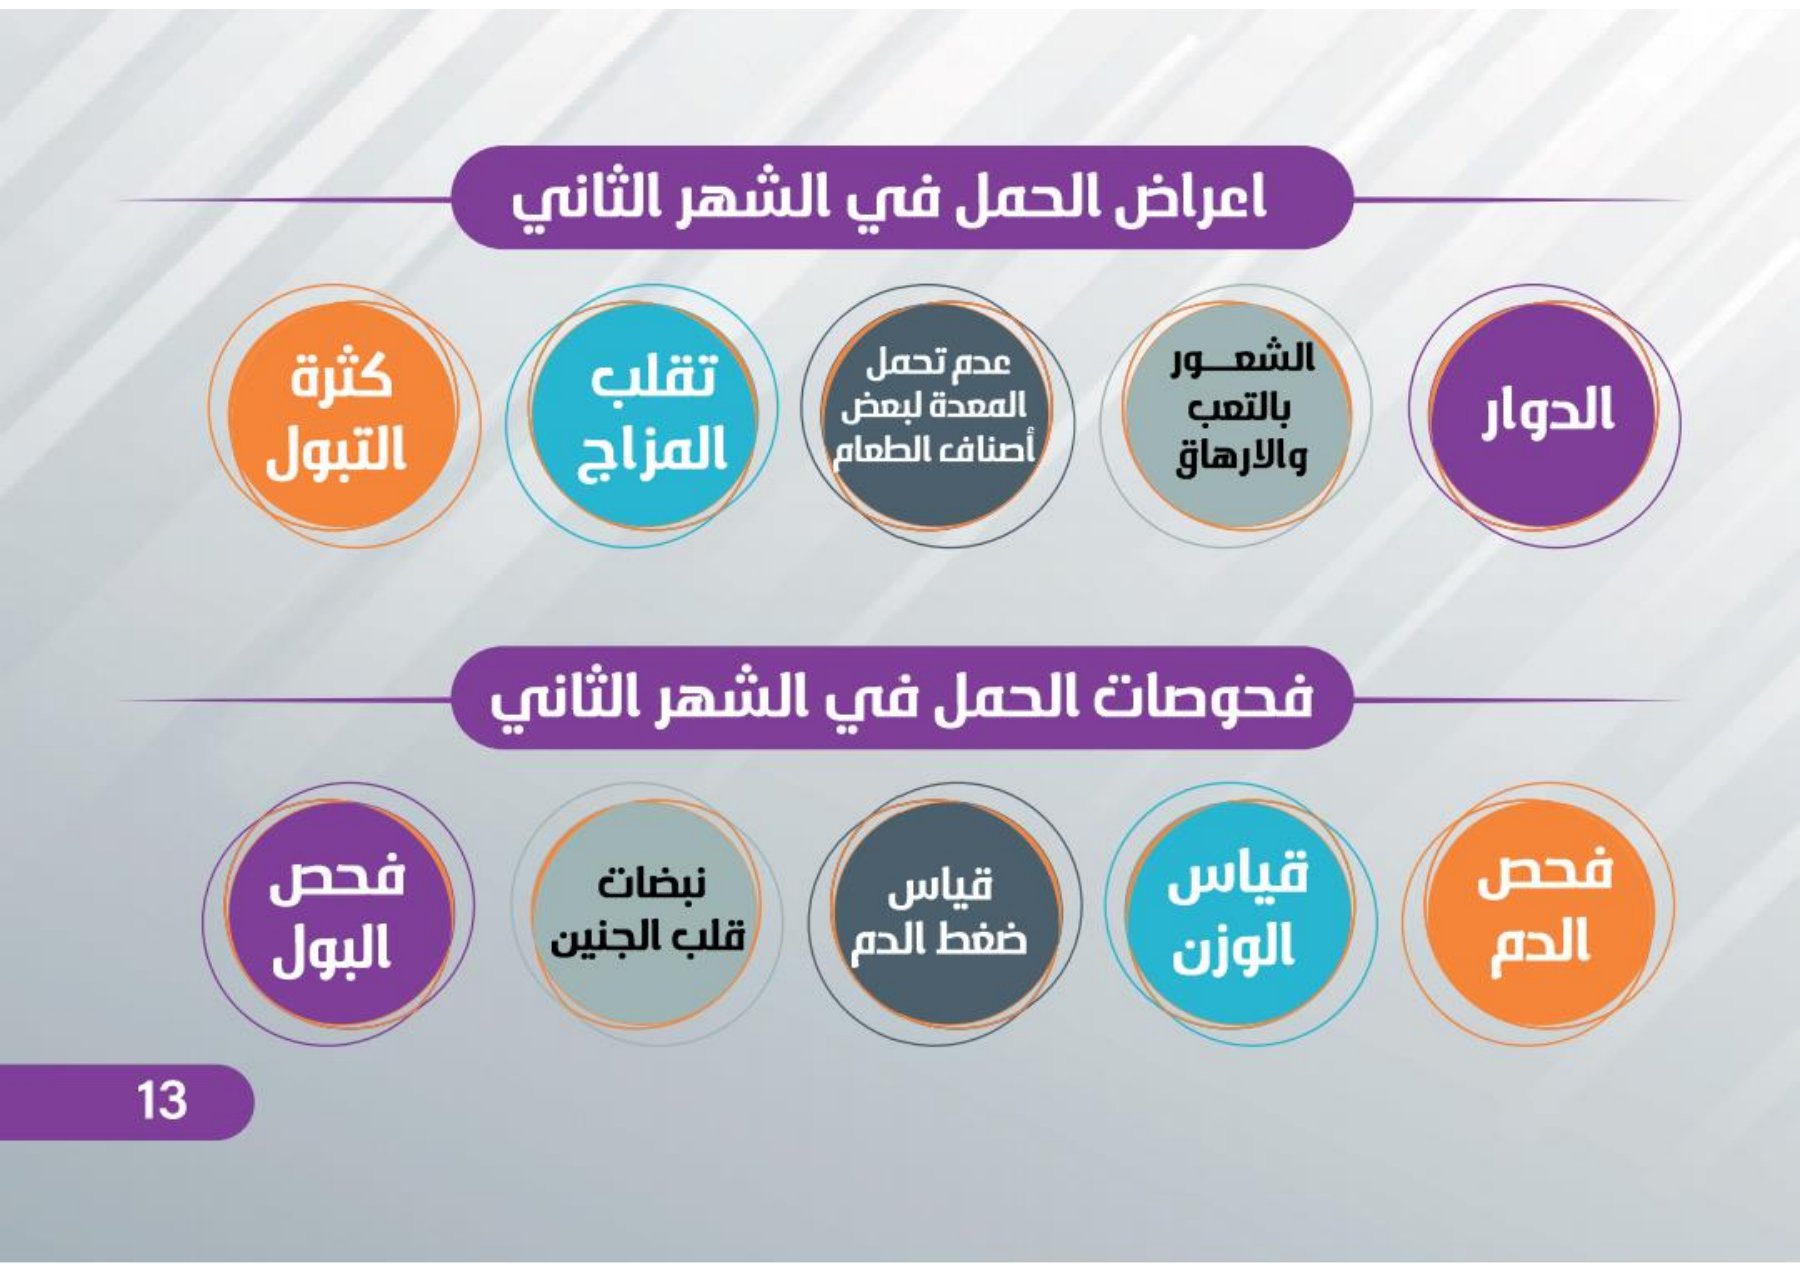 اعراض الحمل في الشهر الثاني
الدوار
الشعـــور
بالتعب
والارهاق
عدم تحمل
المعدة لبعض
أصناف الطعام
تقلب
المزاج
كثرة
التبول
فحوصات الحمل في الشهر الثاني
فحص
الدم
قياس
الوزن
قياس
ضغط الدم
نبضات
قلب الجنين
فحص
البول
13